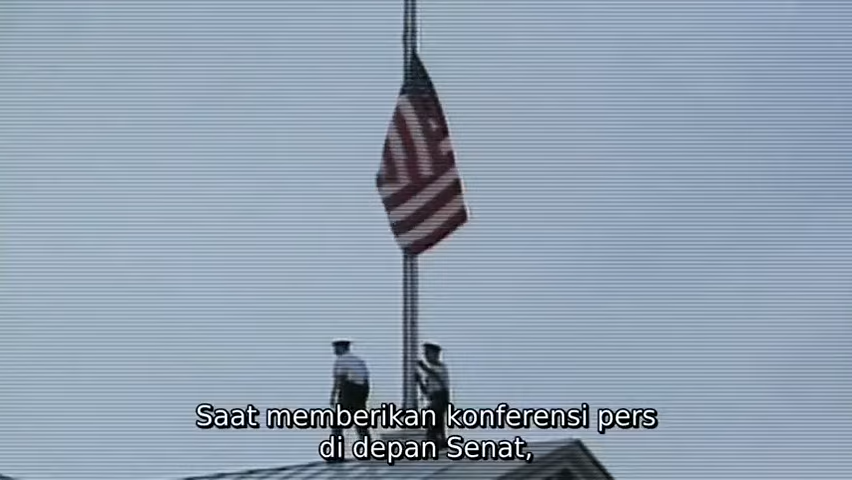 Saat memberikan konferensi pers
di depan Senat,